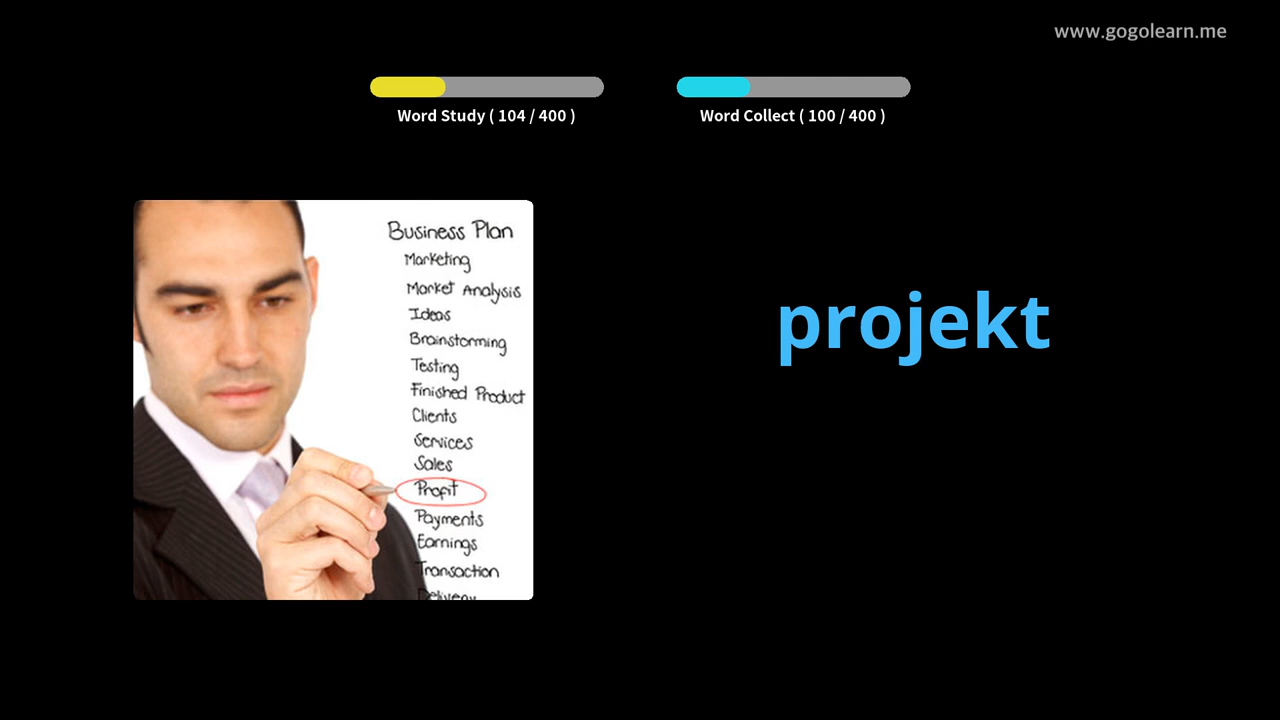 www.gogolearn.me
Word Study ( 104 / 400 )
Word Collect ( 100 / 400 )
Business Plan
Marketing
Market Analysis
Ideas
Brainstorming
Testing
Finished Product
Clients
Services
Sales
Profit
Payments
Earnings
Transaction
Delivery
projekt